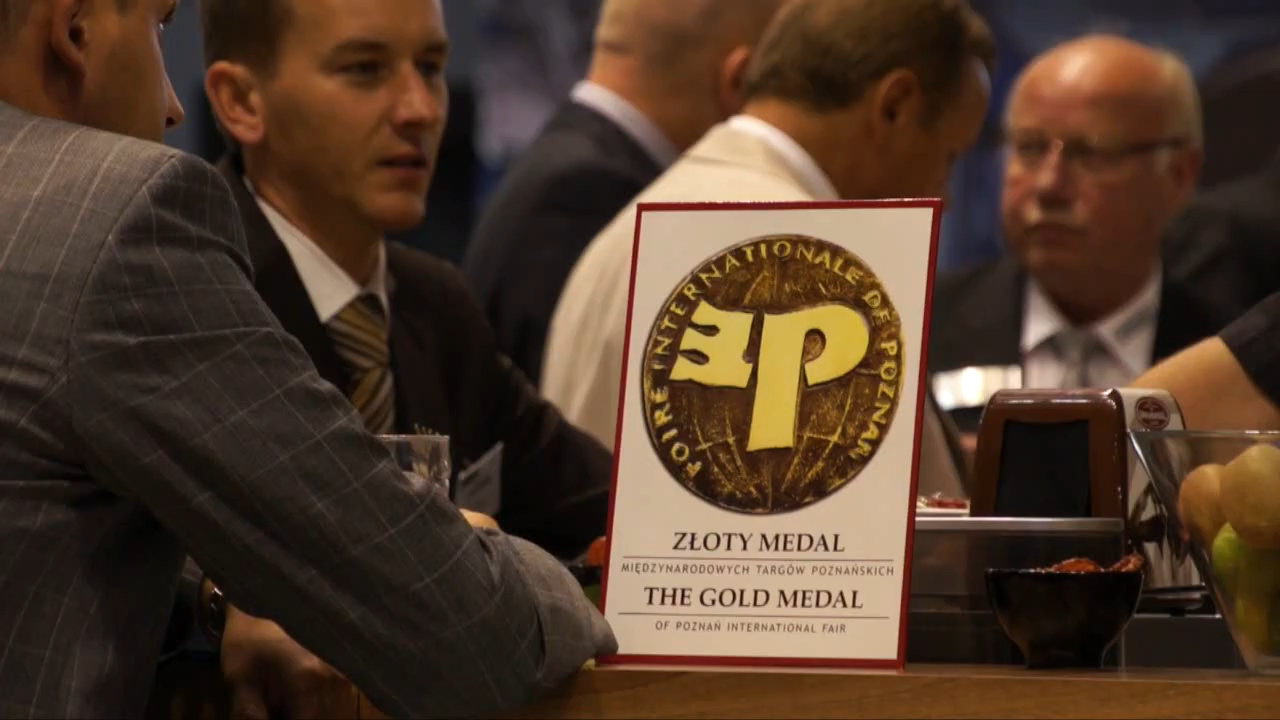 FOIRE INTERNATIONALE DE POZNAŃ
ZŁOTY MEDAL
MIĘDZYNARODOWYCH TARGÓW POZNAŃSKICH
THE GOLD MEDAL
OF POZNAŃ INTERNATIONAL FAIR